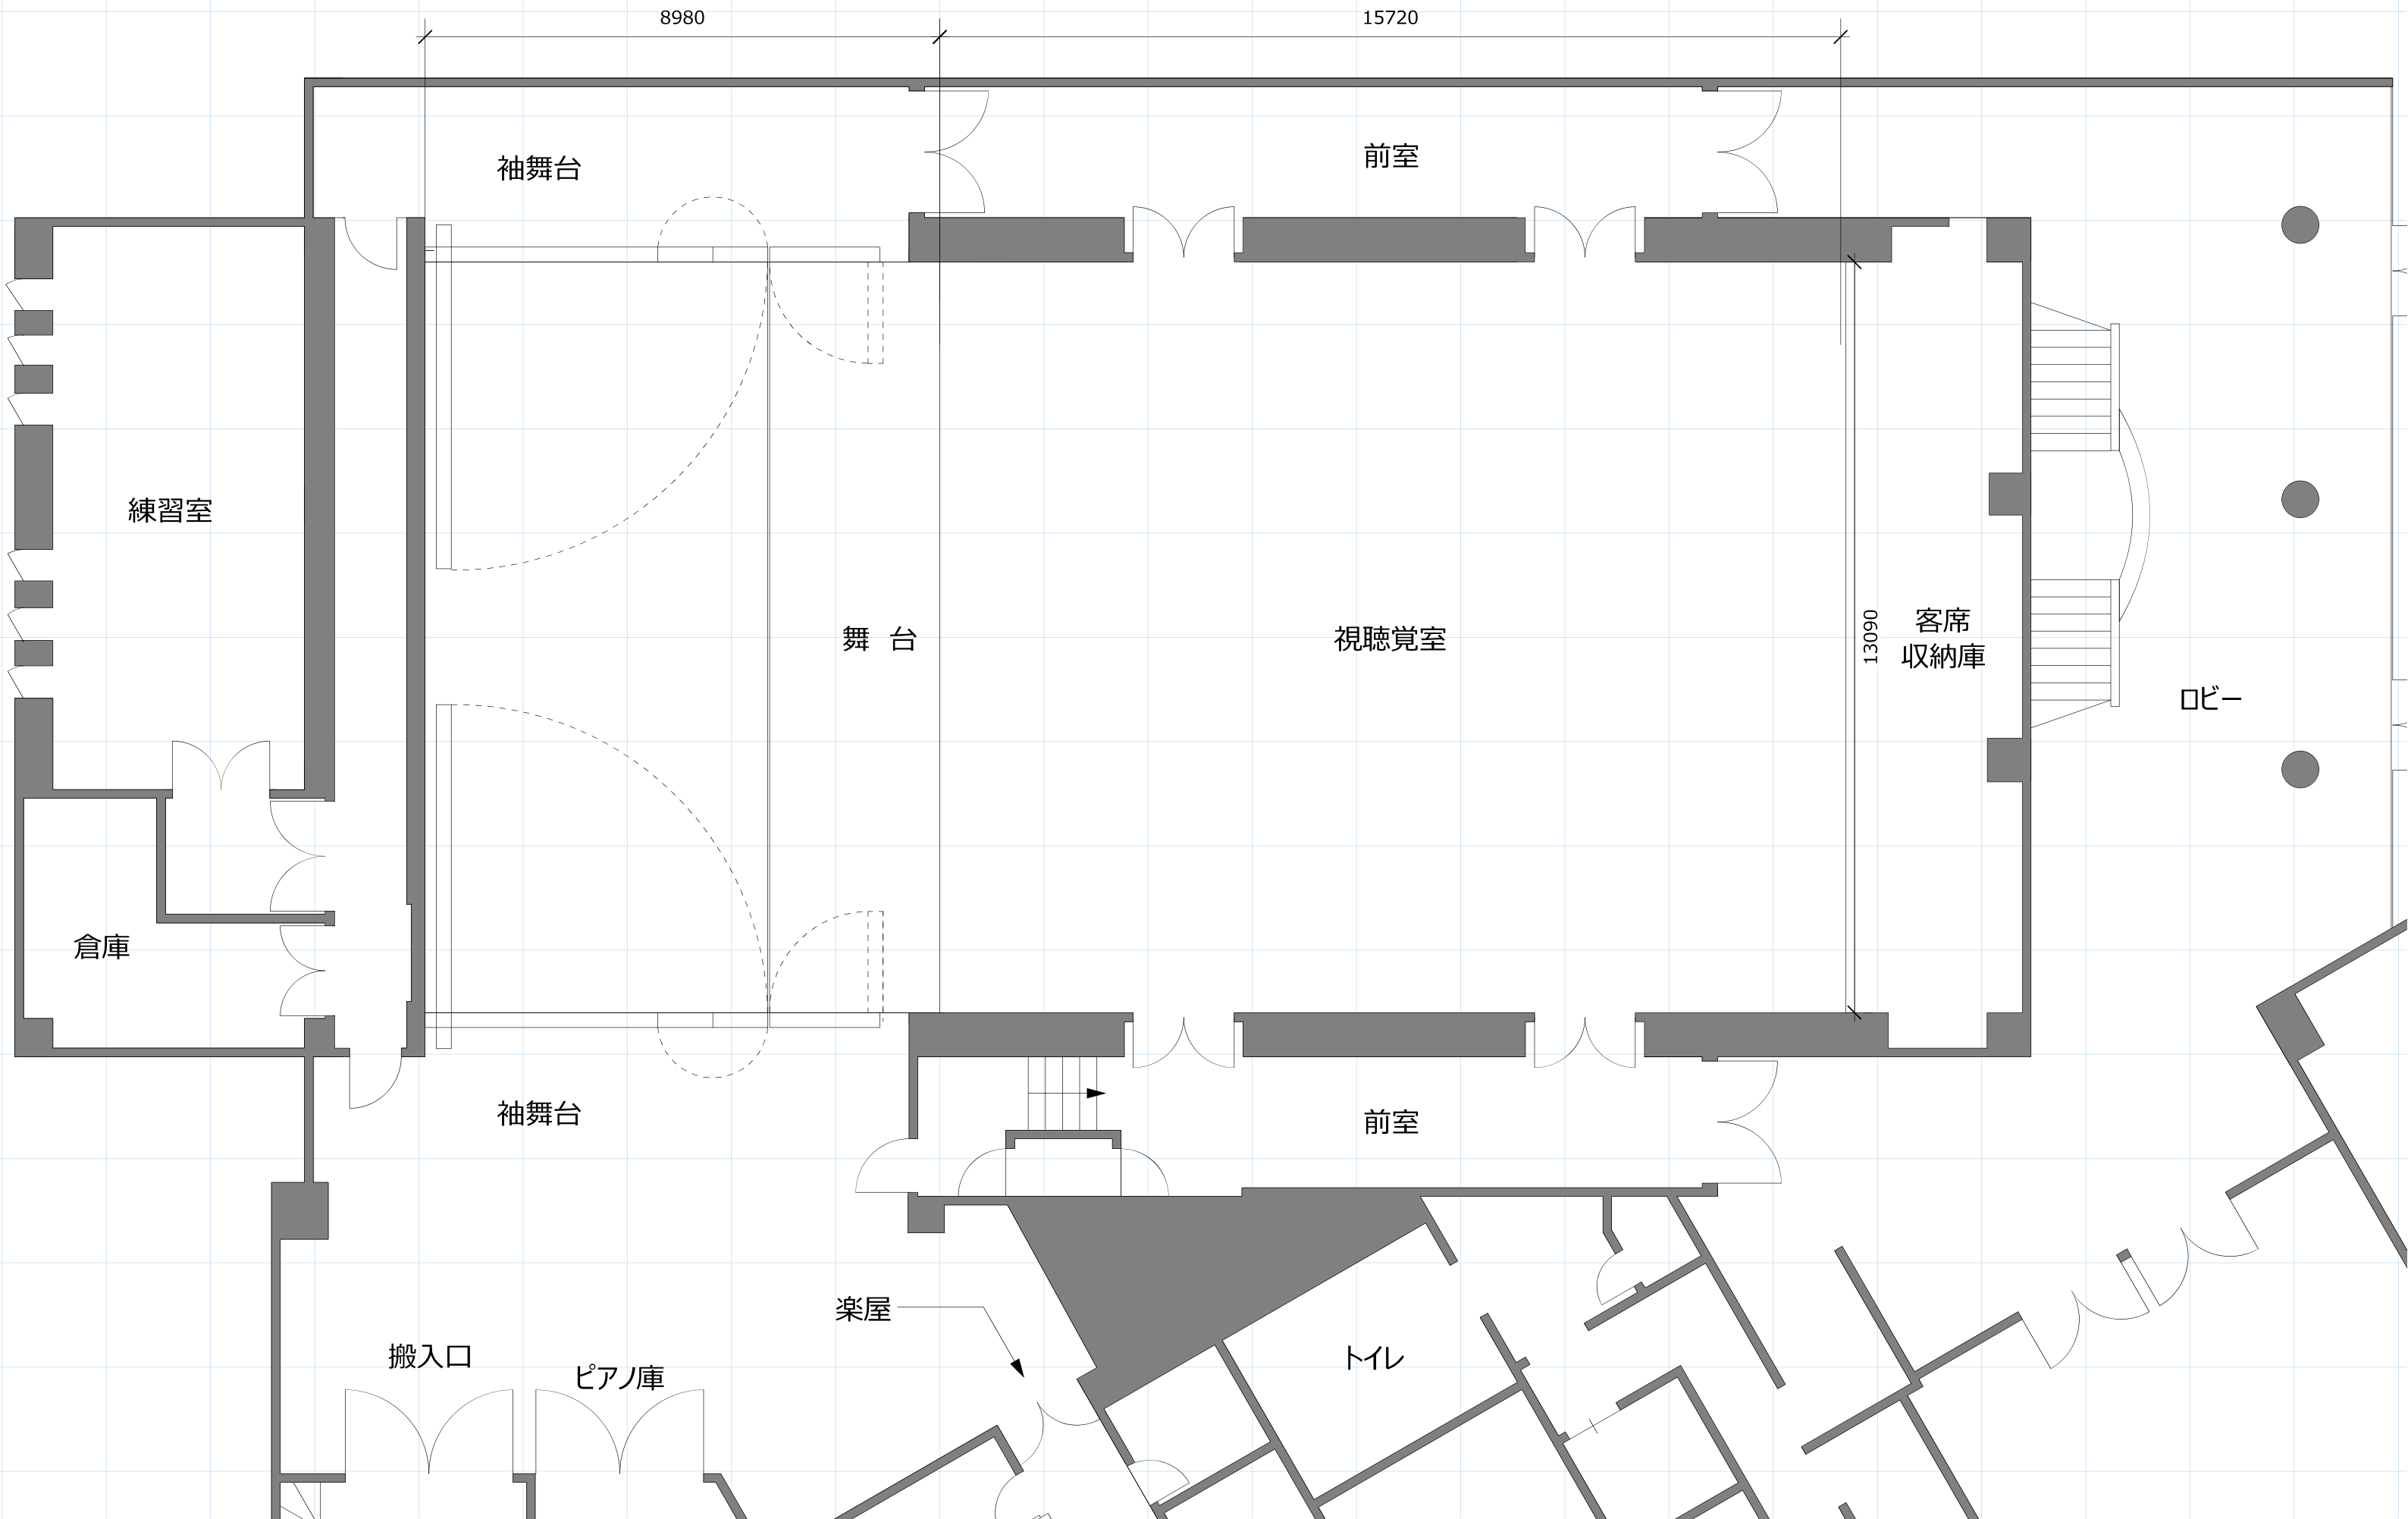 8980
15720
袖舞台
前室
練習室
舞 台
視聴覚室
13090
客席
収納庫
ロビー
倉庫
袖舞台
前室
楽屋
搬入口
ピアノ庫
トイレ